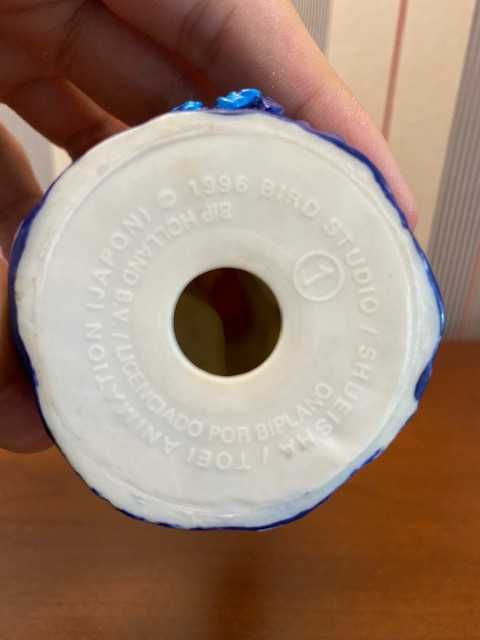 © 1996 BIRD STUDIO / SHUEISHA / TOEI ANIMATION (JAPON)
BIP HOLLAND BV / LICENCIADO POR BIPLANO
1